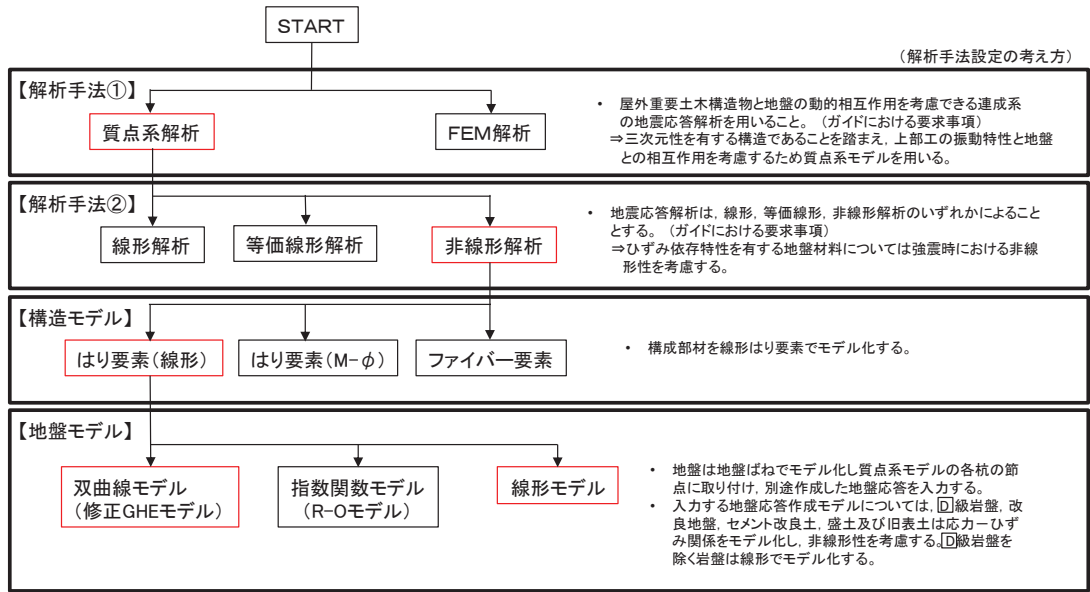 START
(解析手法設定の考え方)
【解析手法①】
質点系解析
FEM解析
• 屋外重要土木構造物と地盤の動的相互作用を考慮できる連成系
の地震応答解析を用いること。(ガイドにおける要求事項)
⇒三次元性を有する構造であることを踏まえ,上部工の振動特性と地盤
との相互作用を考慮するため質点系モデルを用いる。
【解析手法②】
線形解析
等価線形解析
非線形解析
• 地震応答解析は,線形,等価線形,非線形解析のいずれかによること
とする。(ガイドにおける要求事項)
⇒ひずみ依存特性を有する地盤材料については強震時における非線
形性を考慮する。
【構造モデル】
はり要素(線形)
はり要素(M-φ)
ファイバー要素
• 構成部材を線形はり要素でモデル化する。
【地盤モデル】
双曲線モデル
(修正GHEモデル)
指数関数モデル
(R-Oモデル)
線形モデル
• 地盤は地盤ばねでモデル化し質点系モデルの各杭の節
点に取り付け,別途作成した地盤応答を入力する。
• 入力する地盤応答作成モデルについては,D級岩盤,改
良地盤,セメント改良土,盛土及び旧表土は応力ーひず
み関係をモデル化し,非線形性を考慮する。D級岩盤を
除く岩盤は線形でモデル化する。